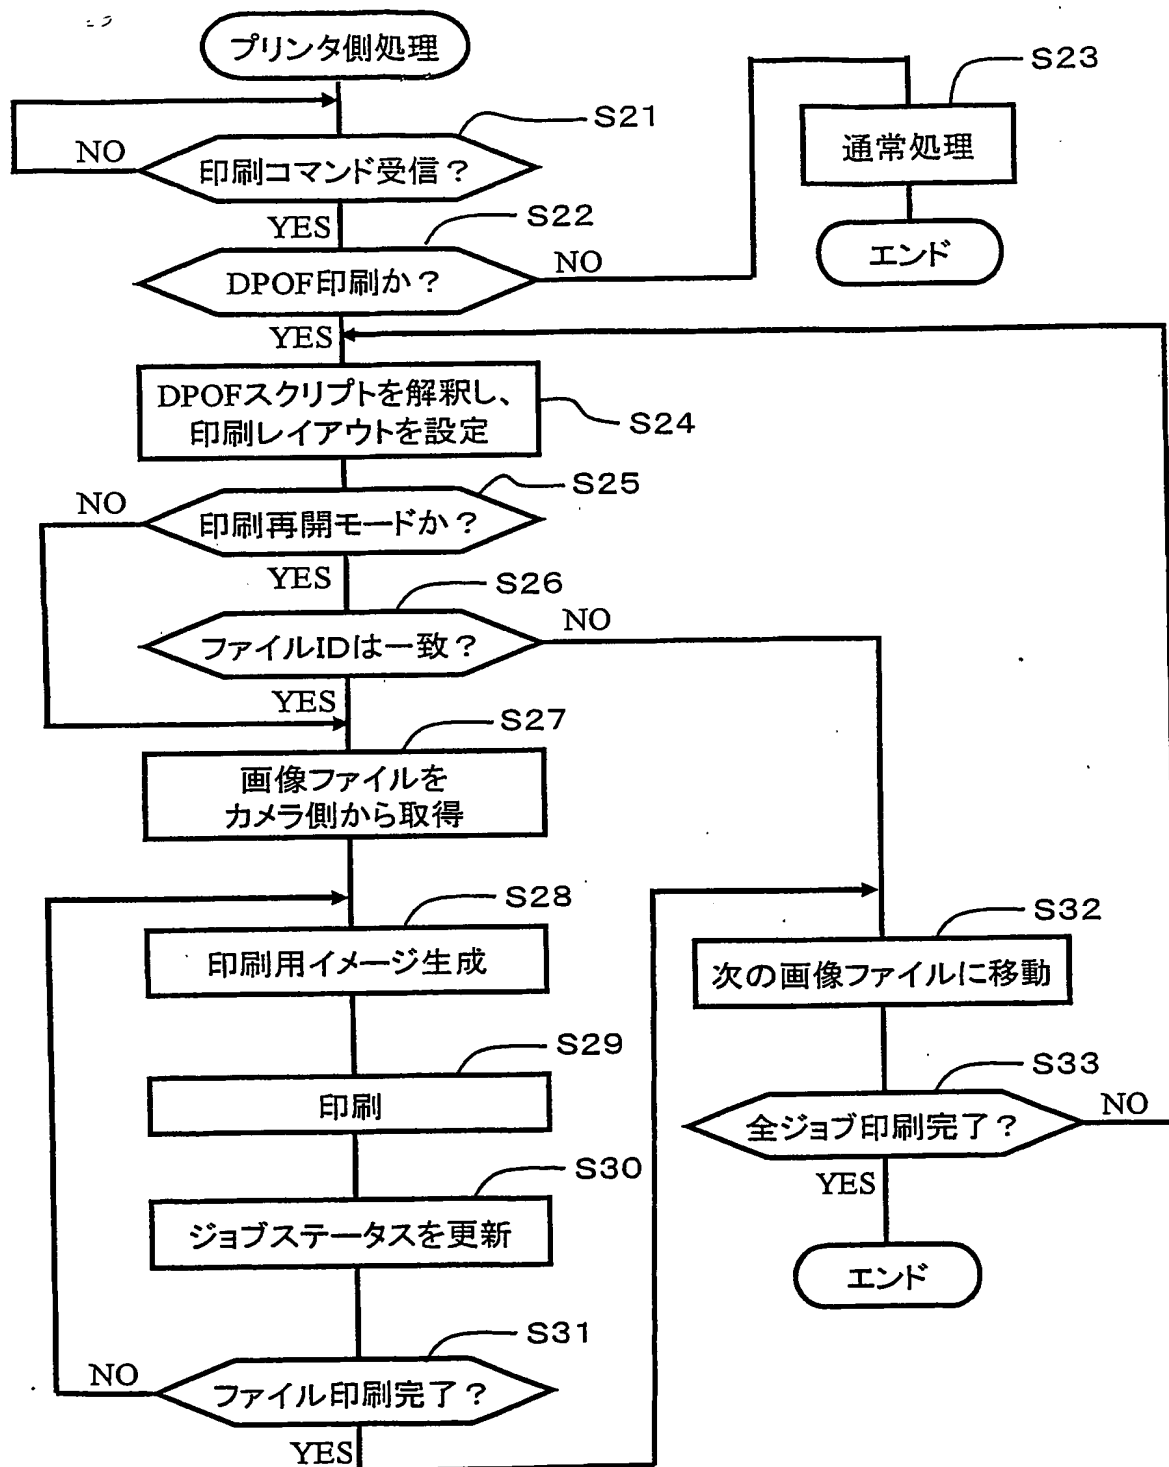 プリンタ側処理
S21
NO
印刷コマンド受信？
YES
S22
DPOF印刷か？
NO
S23
通常処理
エンド
YES
DPOFスクリプトを解釈し、
印刷レイアウトを設定
S24
S25
NO
印刷再開モードか？
YES
S26
ファイルIDは一致？
NO
YES
S27
画像ファイルを
カメラ側から取得
S28
印刷用イメージ生成
S29
印刷
S30
ジョブステータスを更新
S31
NO
ファイル印刷完了？
YES
S32
次の画像ファイルに移動
S33
全ジョブ印刷完了？
NO
YES
エンド